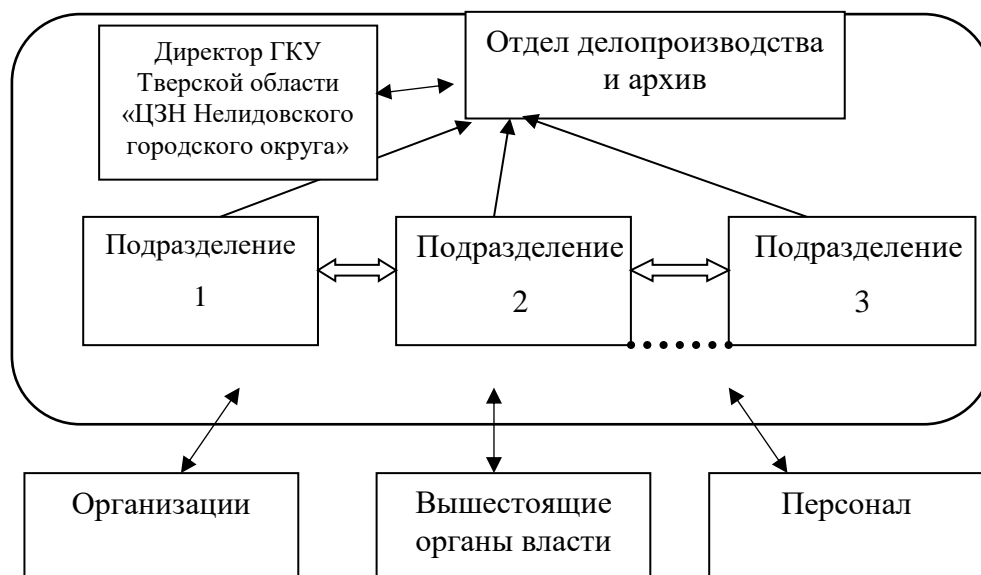 Директор ГКУ
Тверской области
«ЦЗН Нелидовского
городского округа»
Отдел делопроизводства
и архив
Подразделение
1
Подразделение
2
Подразделение
3
Организации
Вышестоящие
органы власти
Персонал